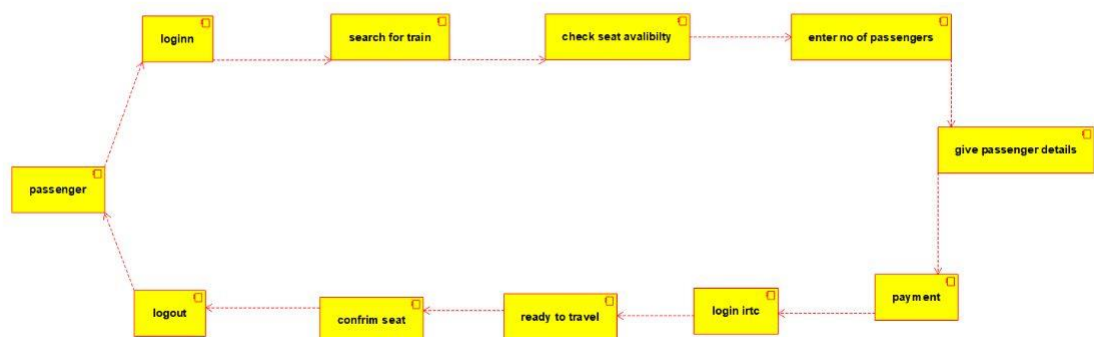 loginn
search for train
check seat avalibilty
enter no of passengers
give passenger details
passenger
payment
login irtc
ready to travel
confrim seat
logout